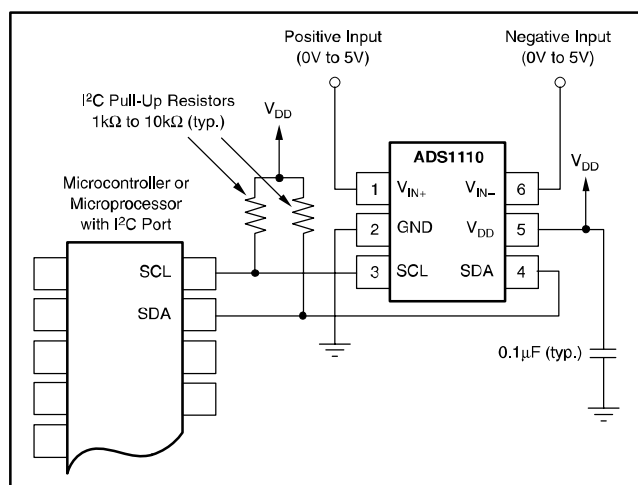 Positive Input
(0V to 5V)
Negative Input
(0V to 5V)
I²C Pull-Up Resistors
1kΩ to 10kΩ (typ.)
V_DD
Microcontroller or
Microprocessor
with I²C Port
ADS1110
V_DD
1 V_IN+ V_IN− 6
2 GND V_DD 5
3 SCL SDA 4
SCL
SDA
0.1µF (typ.)